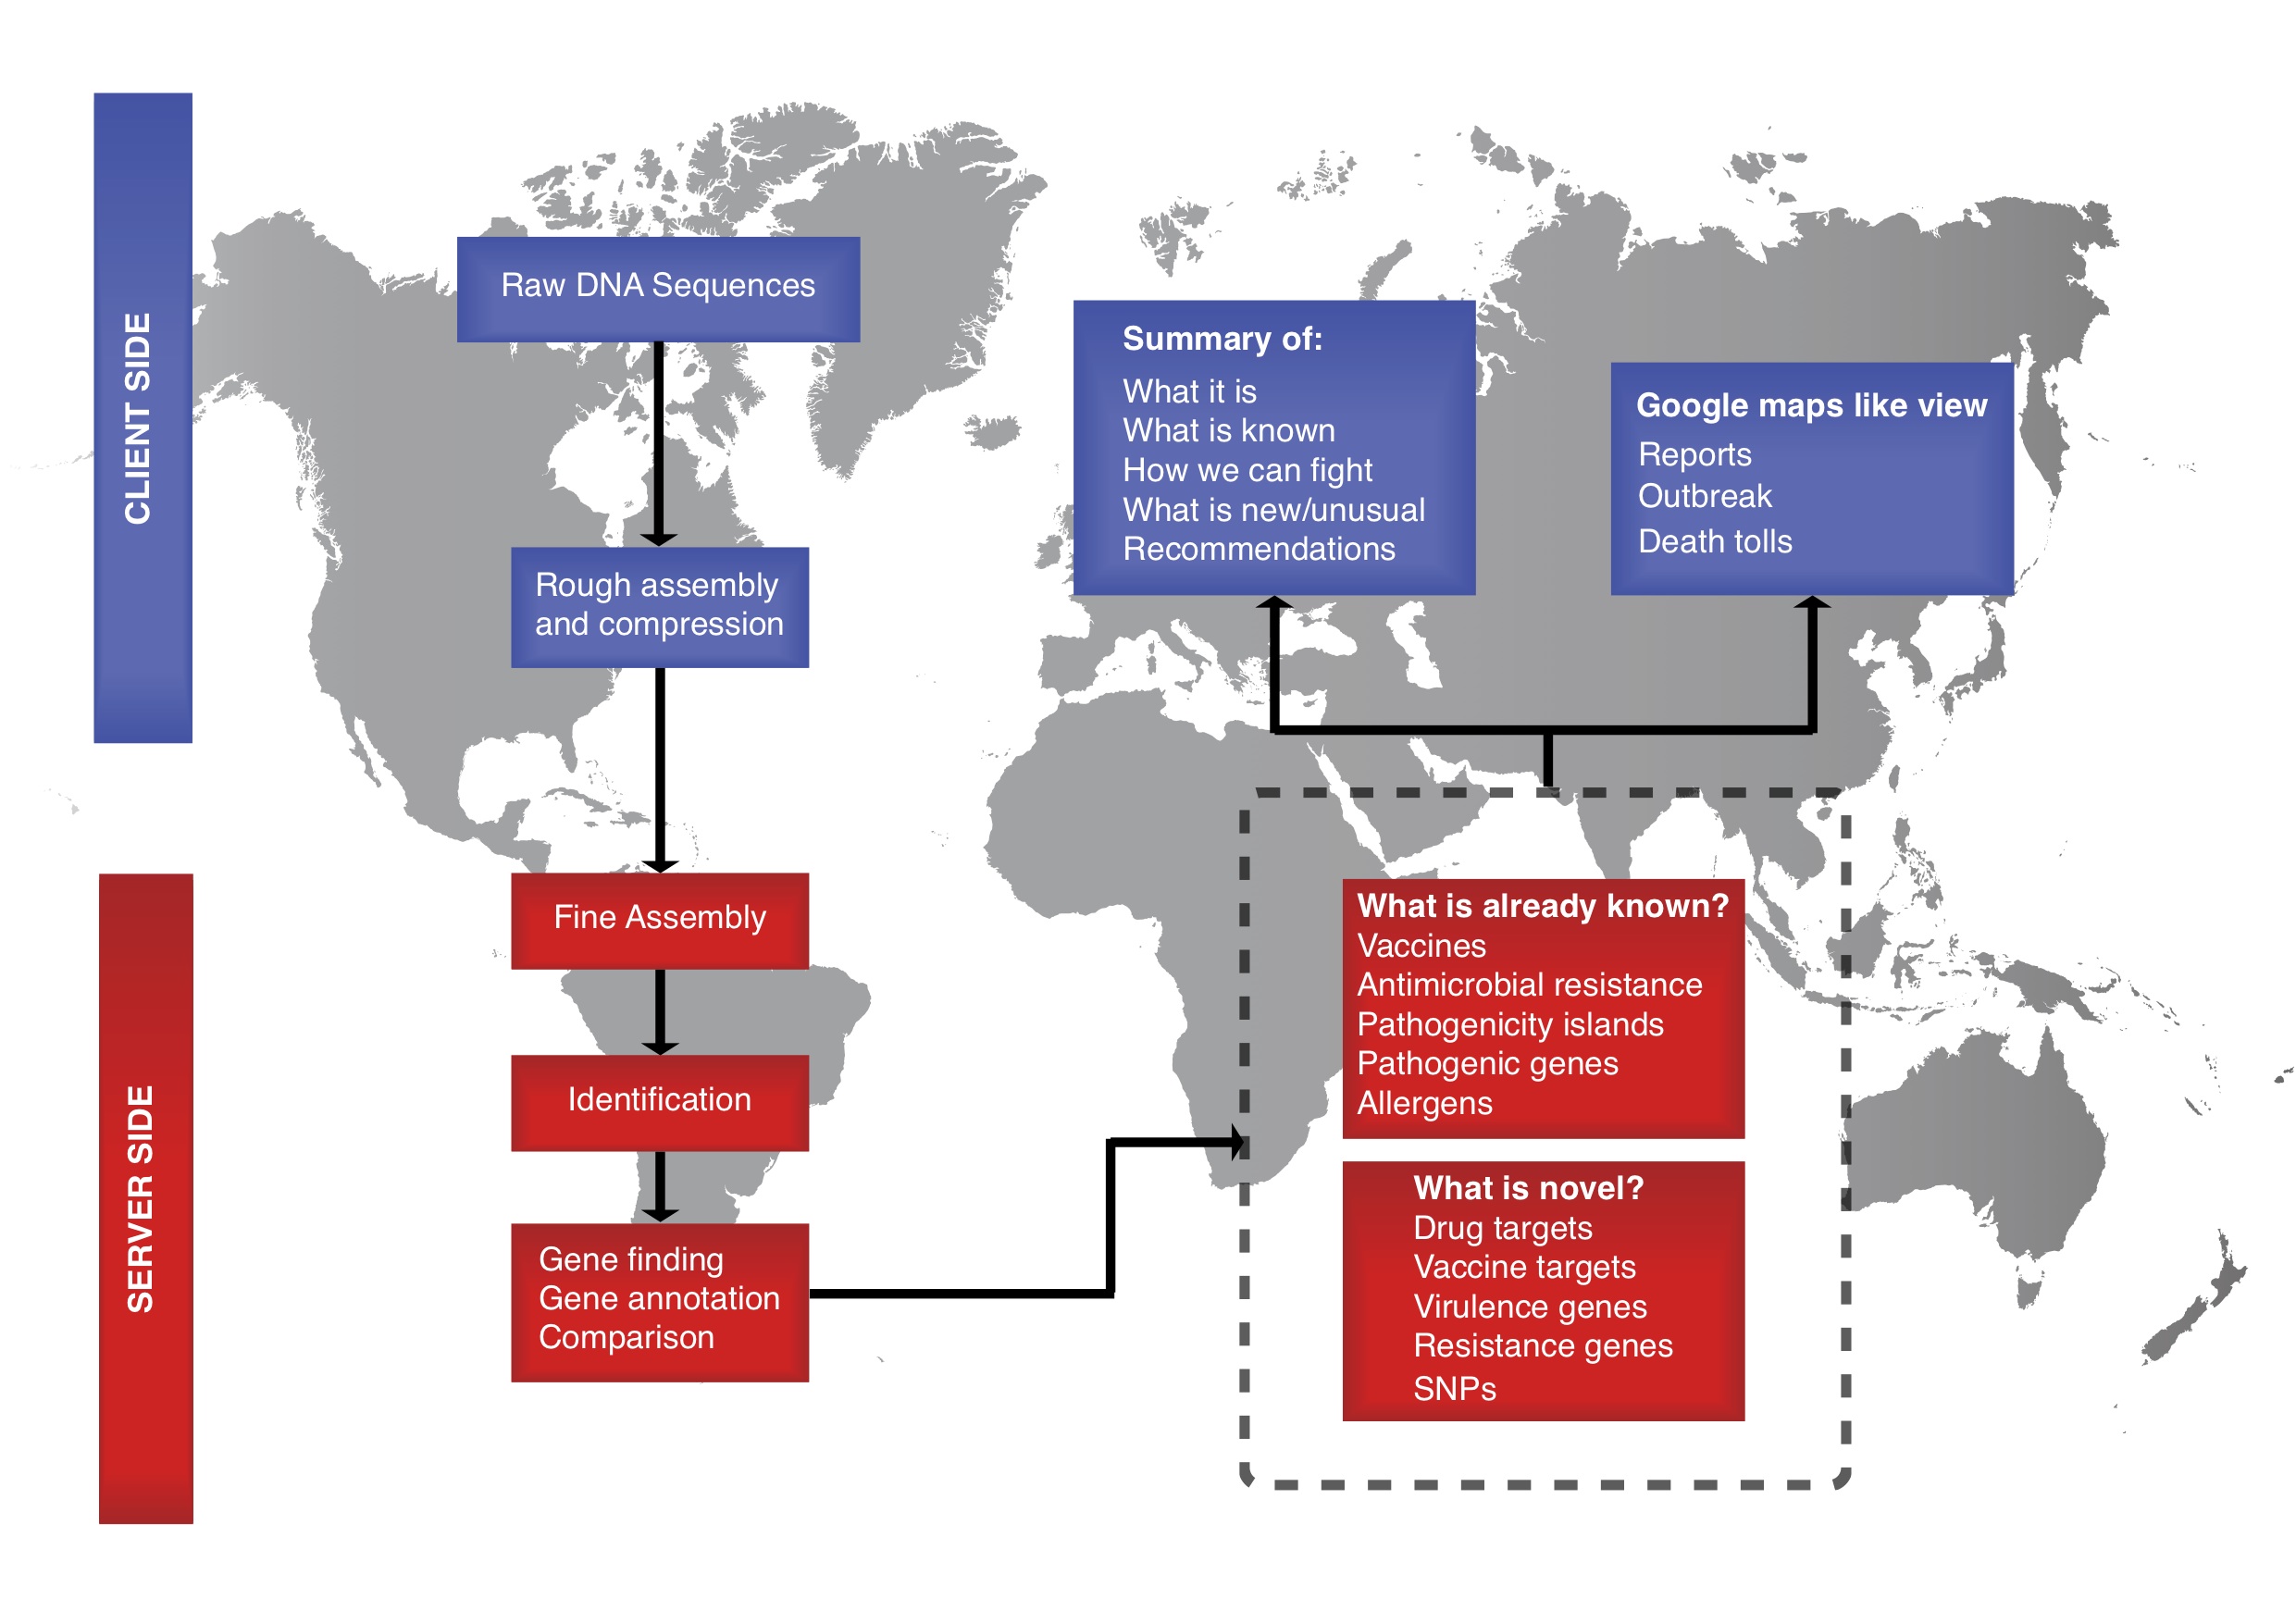 CLIENT SIDE
Raw DNA Sequences
Rough assembly
and compression
Summary of:
What it is
What is known
How we can fight
What is new/unusual
Recommendations
Google maps like view
Reports
Outbreak
Death tolls
SERVER SIDE
Fine Assembly
Identification
Gene finding
Gene annotation
Comparison
What is already known?
Vaccines
Antimicrobial resistance
Pathogenicity islands
Pathogenic genes
Allergens
What is novel?
Drug targets
Vaccine targets
Virulence genes
Resistance genes
SNPs